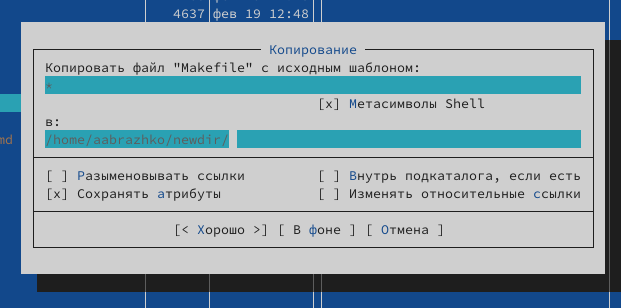 4637 фев 19 12:48
Копирование
Копировать файл "Makefile" с исходным шаблоном:
*
[x] Метасимволы Shell
в:
md
/home/aabrazhko/newdir/
[ ] Разыменовывать ссылки [ ] Внутрь подкаталога, если есть
[x] Сохранять атрибуты [ ] Изменять относительные ссылки
[< Хорошо >] [ В фоне ] [ Отмена ]